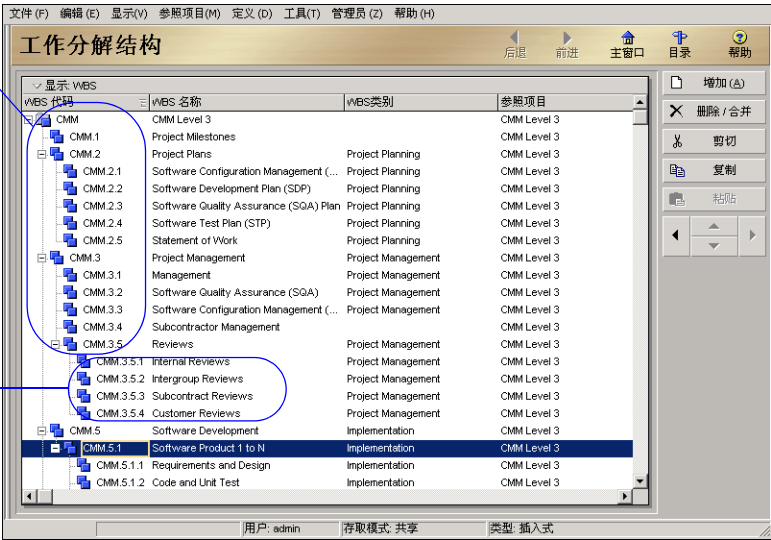 文件(F) 编辑(E) 显示(V) 参照项目(M) 定义(D) 工具(T) 管理员(Z) 帮助(H)
工作分解结构 后退 前进 主窗口 目录 帮助
显示: WBS
WBS 代码 WBS 名称 WBS类别 参照项目
CMM CMM Level 3 CMM Level 3
CMM.1 Project Milestones CMM Level 3
CMM.2 Project Plans Project Planning CMM Level 3
CMM.2.1 Software Configuration Management (... Project Planning CMM Level 3
CMM.2.2 Software Development Plan (SDP) Project Planning CMM Level 3
CMM.2.3 Software Quality Assurance (SQA) Plan Project Planning CMM Level 3
CMM.2.4 Software Test Plan (STP) Project Planning CMM Level 3
CMM.2.5 Statement of Work Project Planning CMM Level 3
CMM.3 Project Management Project Management CMM Level 3
CMM.3.1 Management Project Management CMM Level 3
CMM.3.2 Software Quality Assurance (SQA) Project Management CMM Level 3
CMM.3.3 Software Configuration Management (... Project Management CMM Level 3
CMM.3.4 Subcontractor Management CMM Level 3
CMM.3.5 Reviews Project Management CMM Level 3
CMM.3.5.1 Internal Reviews Project Management CMM Level 3
CMM.3.5.2 Intergroup Reviews Project Management CMM Level 3
CMM.3.5.3 Subcontract Reviews Project Management CMM Level 3
CMM.3.5.4 Customer Reviews Project Management CMM Level 3
CMM.5 Software Development Implementation CMM Level 3
CMM.5.1 Software Product 1 to N Implementation CMM Level 3
CMM.5.1.1 Requirements and Design Implementation CMM Level 3
CMM.5.1.2 Code and Unit Test Implementation CMM Level 3
增加(A)
删除/合并
剪切
复制
粘贴
用户: admin 存取模式: 共享 类型: 插入式